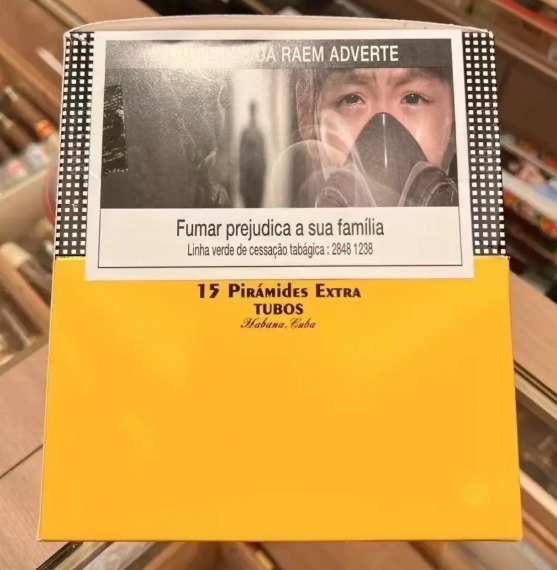 UA RAEM ADVERTE
Fumar prejudica a sua família
Linha verde de cessação tabágica : 2848 1238
15 Pirámides Extra
TUBOS
Habana, Cuba